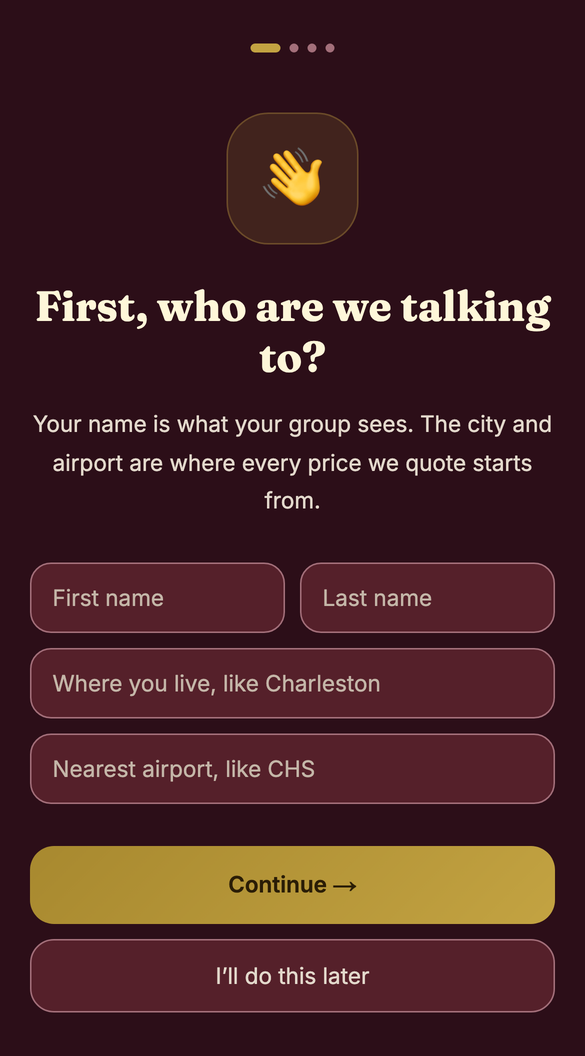 First, who are we talking
to?
Your name is what your group sees. The city and
airport are where every price we quote starts
from.
First name
Last name
Where you live, like Charleston
Nearest airport, like CHS
Continue →
I’ll do this later